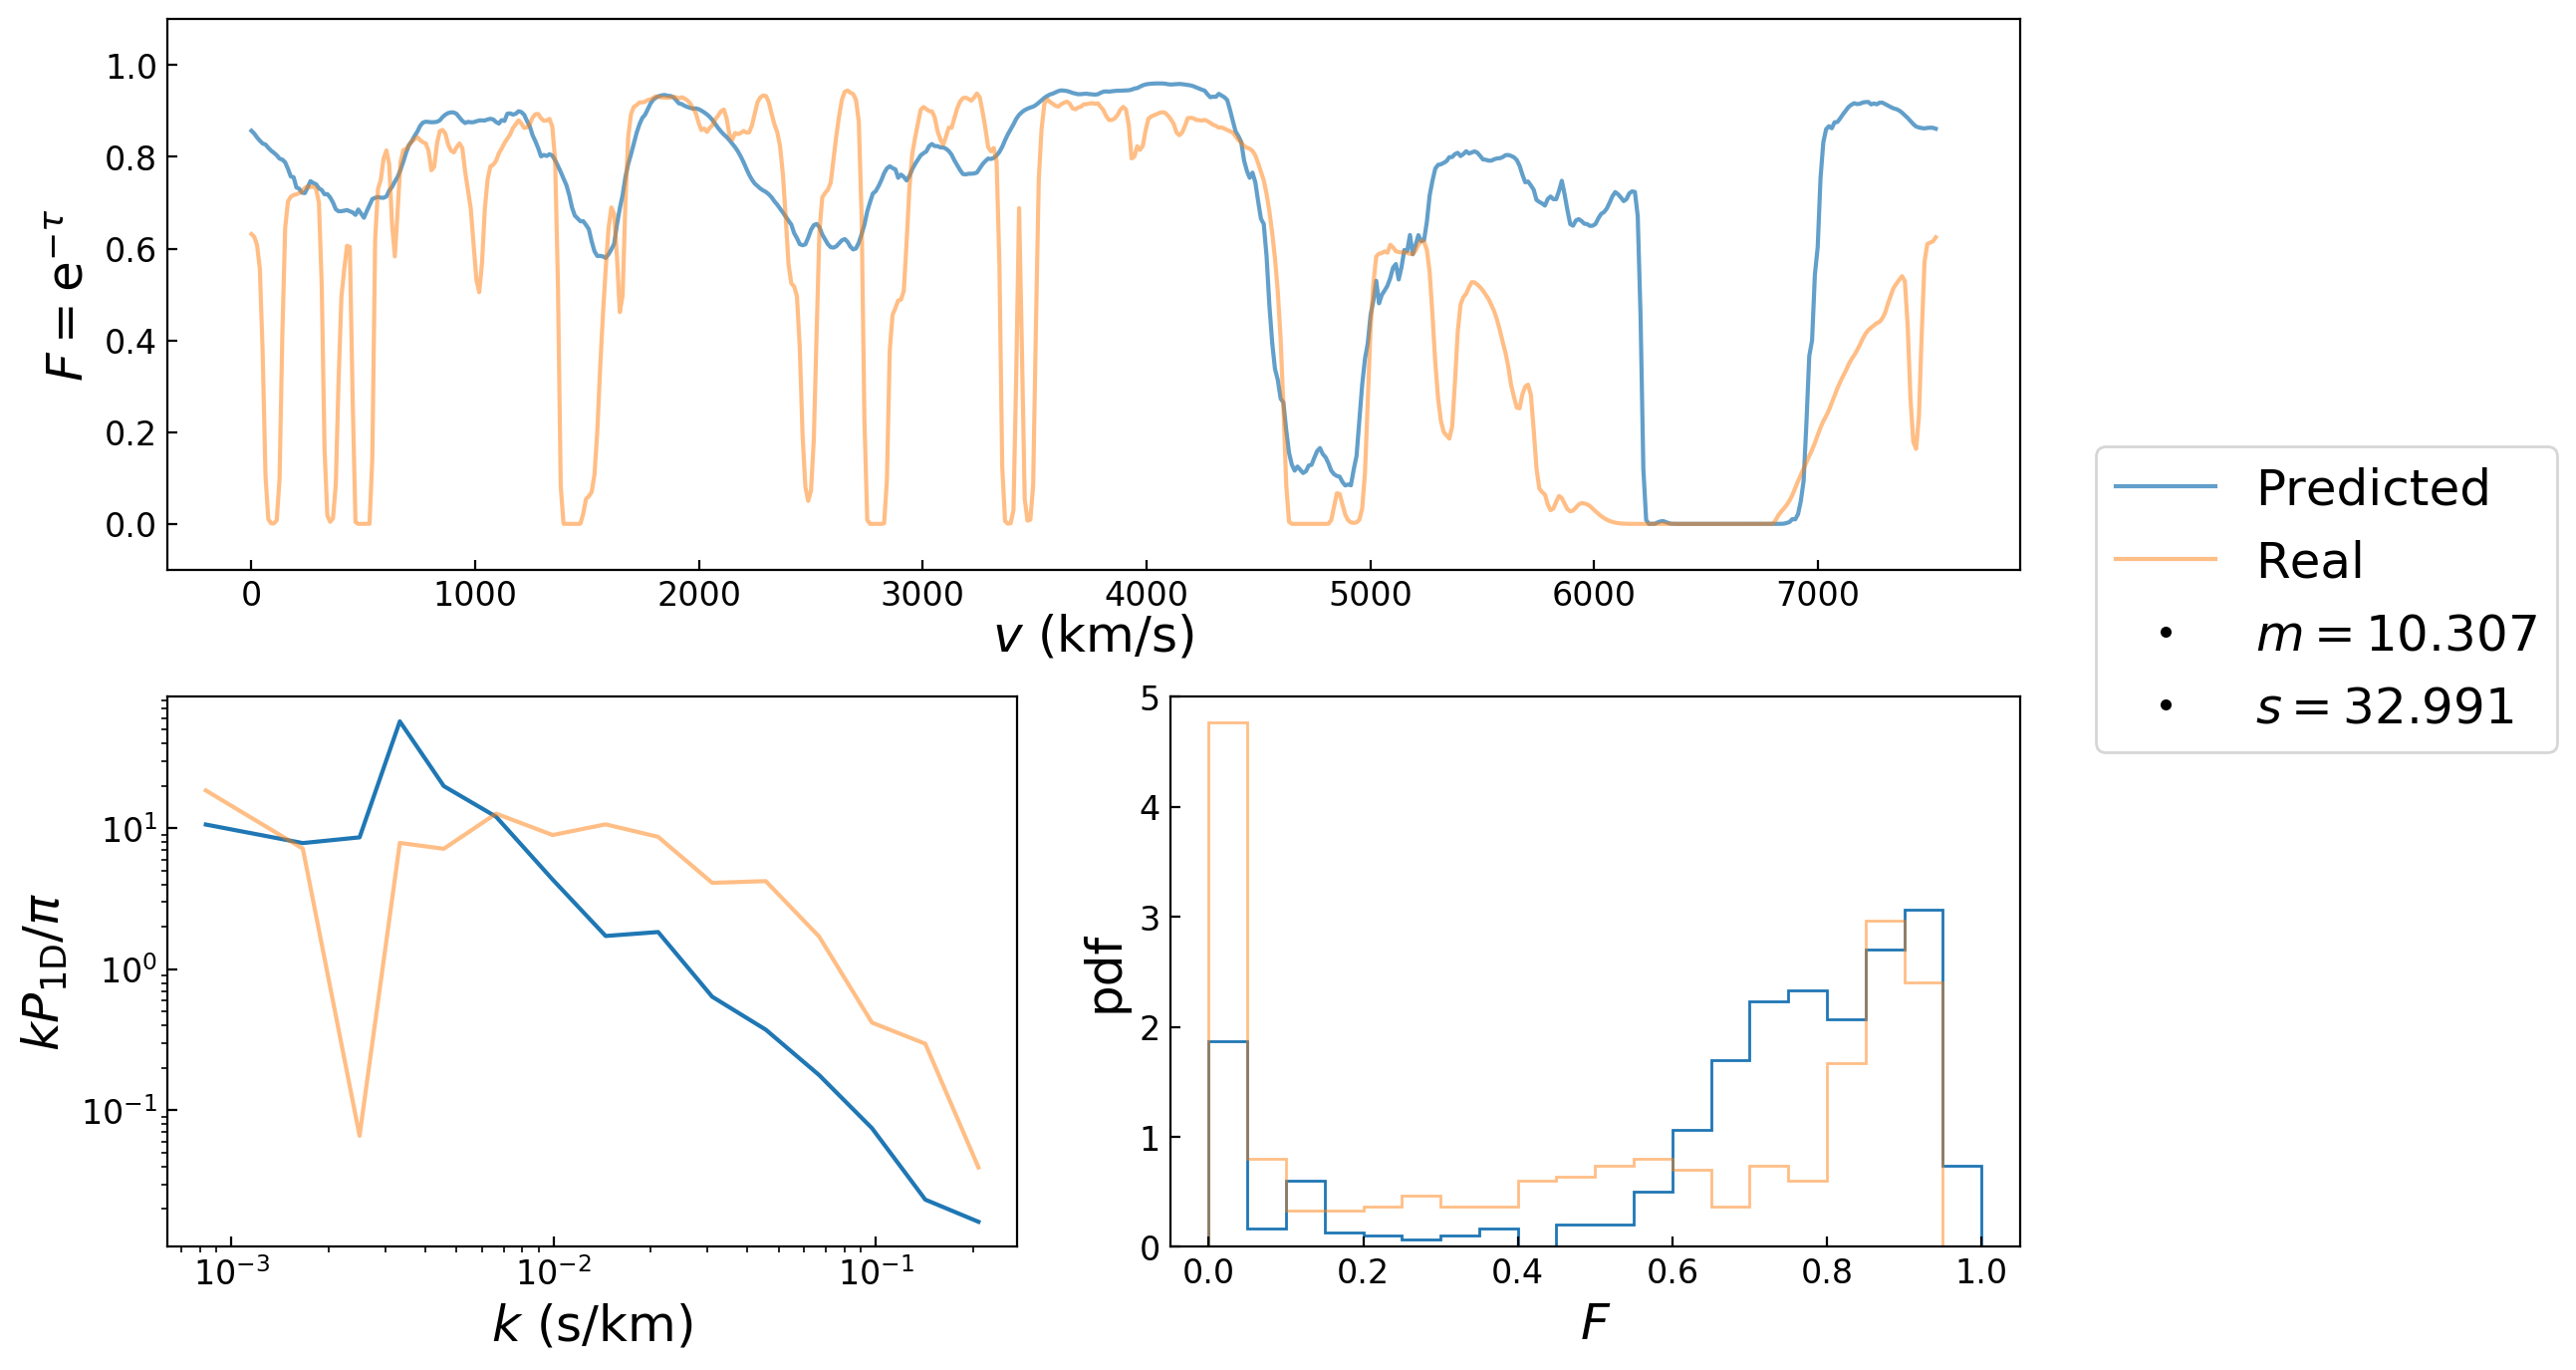 F = e^{−τ}
1.0
0.8
0.6
0.4
0.2
0.0
0 1000 2000 3000 4000 5000 6000 7000
v (km/s)
Predicted
Real
m = 10.307
s = 32.991
kP_{1D}/π
10^1
10^0
10^{−1}
10^{−3} 10^{−2} 10^{−1}
k (s/km)
pdf
5
4
3
2
1
0
0.0 0.2 0.4 0.6 0.8 1.0
F